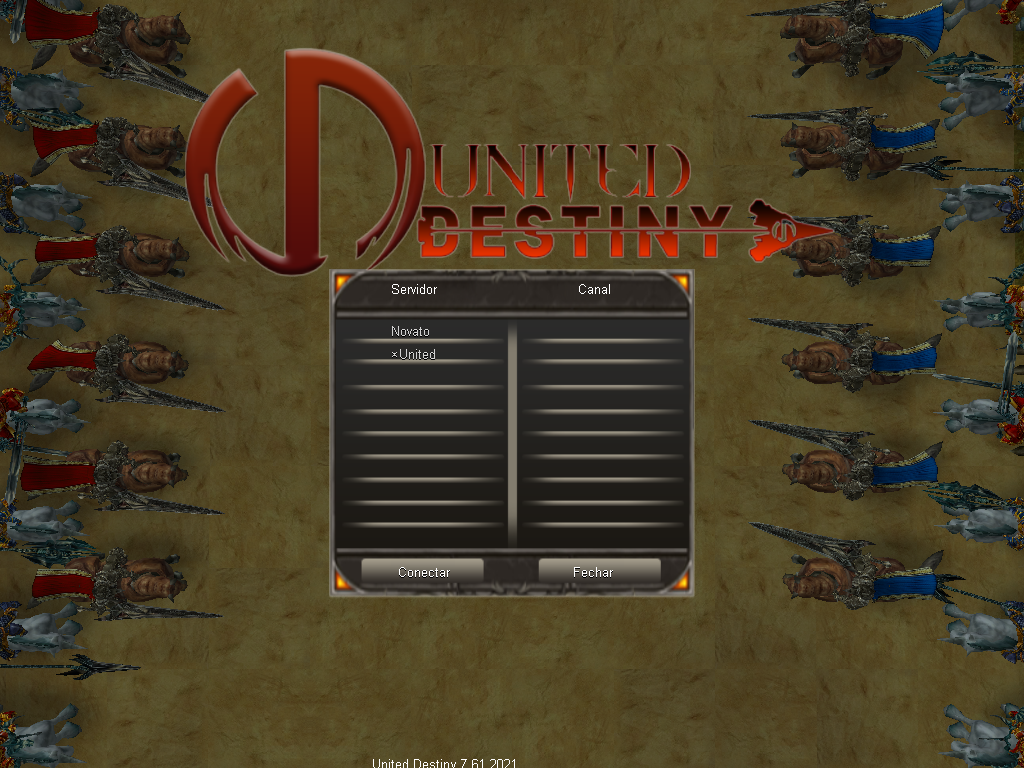 UNITED
DESTINY
Servidor Canal
Novato
×United
Conectar Fechar
United Destiny 7.61 2021